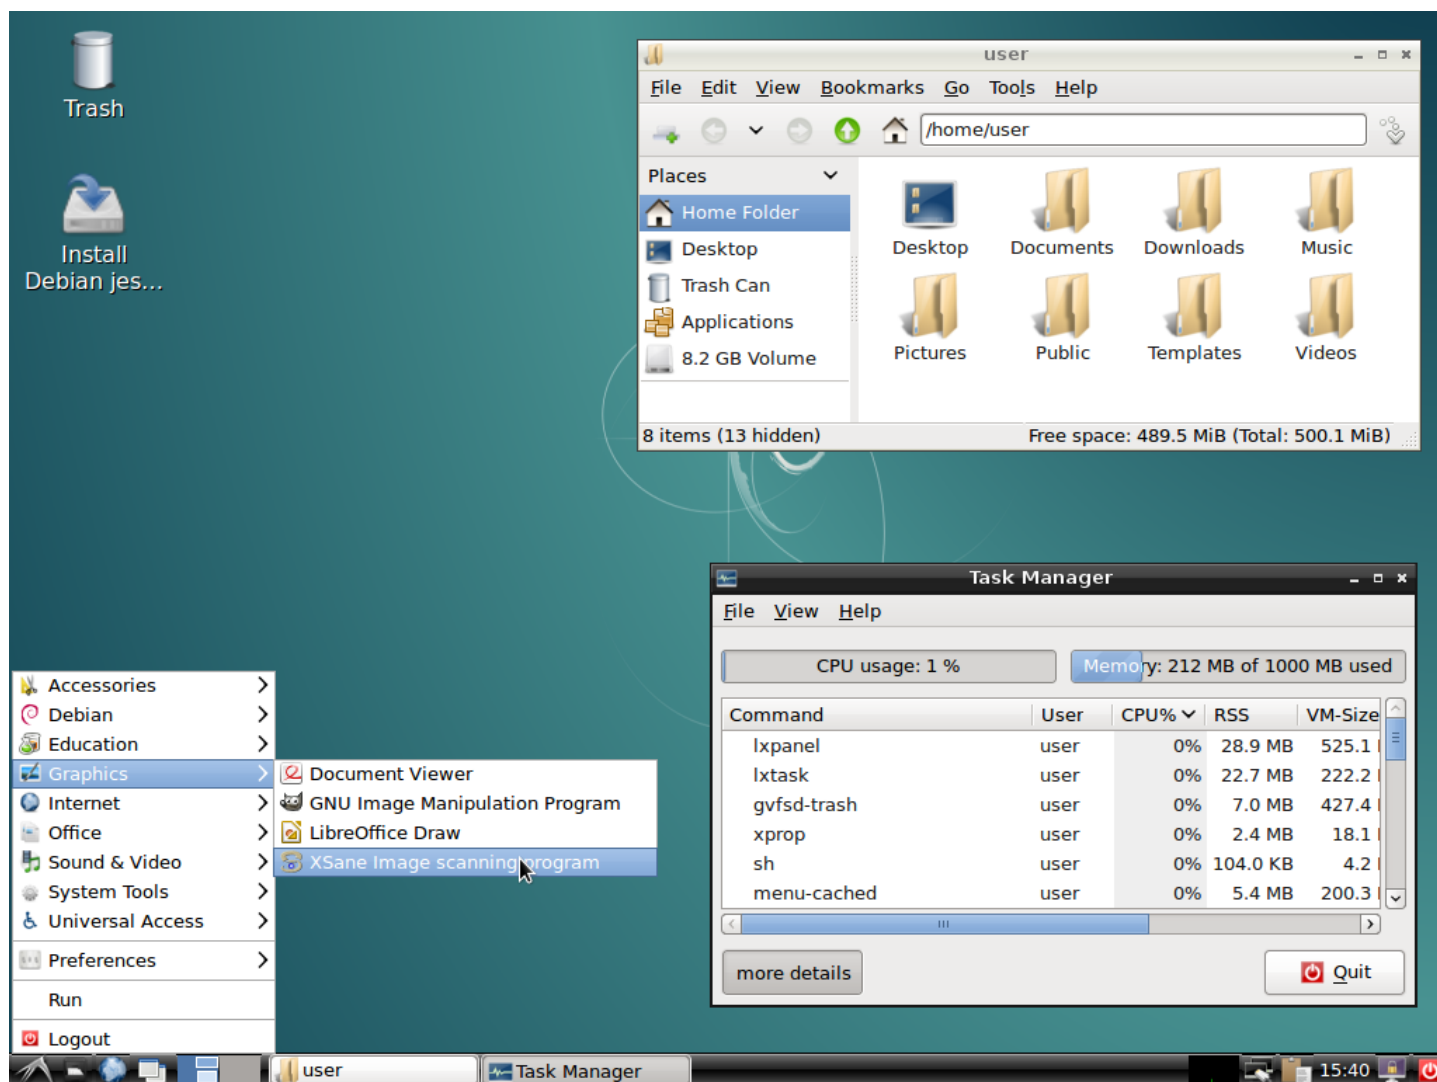 Trash
Install
Debian jes...
user
File Edit View Bookmarks Go Tools Help
/home/user
Places
Home Folder
Desktop
Trash Can
Applications
8.2 GB Volume
Desktop Documents Downloads Music
Pictures Public Templates Videos
8 items (13 hidden) Free space: 489.5 MiB (Total: 500.1 MiB)
Task Manager
File View Help
CPU usage: 1 % Memory: 212 MB of 1000 MB used
Command User CPU% RSS VM-Size
lxpanel user 0% 28.9 MB 525.1
lxtask user 0% 22.7 MB 222.2
gvfsd-trash user 0% 7.0 MB 427.4
xprop user 0% 2.4 MB 18.1
sh user 0% 104.0 KB 4.2
menu-cached user 0% 5.4 MB 200.3
more details Quit
Accessories
Debian
Education
Graphics
Internet
Office
Sound & Video
System Tools
Universal Access
Preferences
Run
Logout
Document Viewer
GNU Image Manipulation Program
LibreOffice Draw
XSane Image scanning program
user Task Manager 15:40